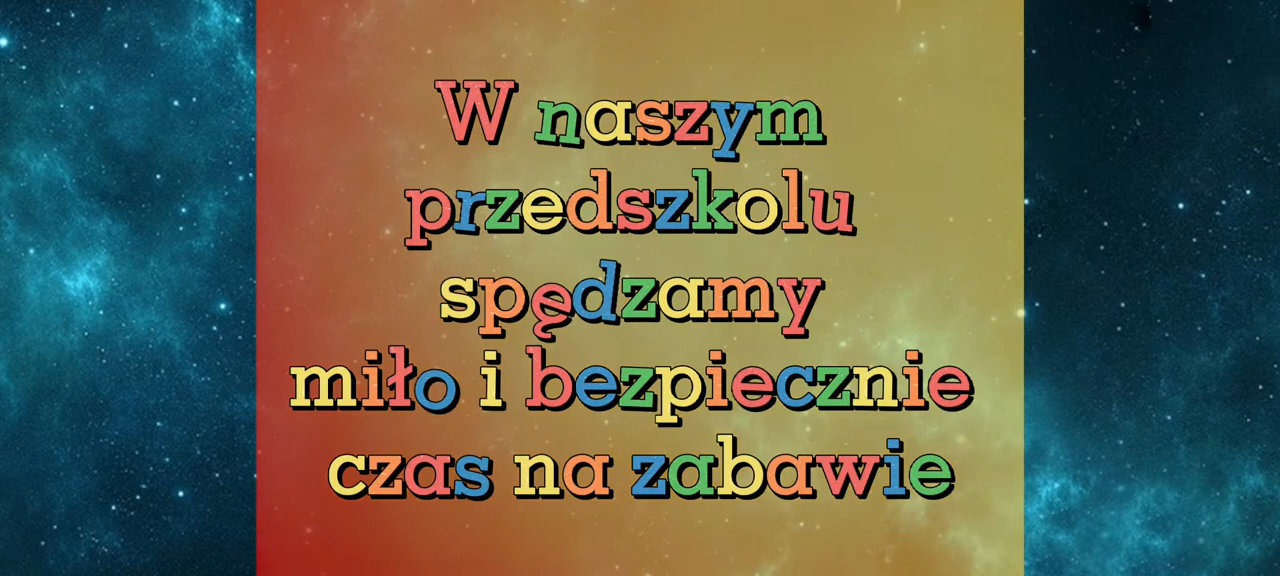 W naszym
przedszkolu
spędzamy
miło i bezpiecznie
czas na zabawie